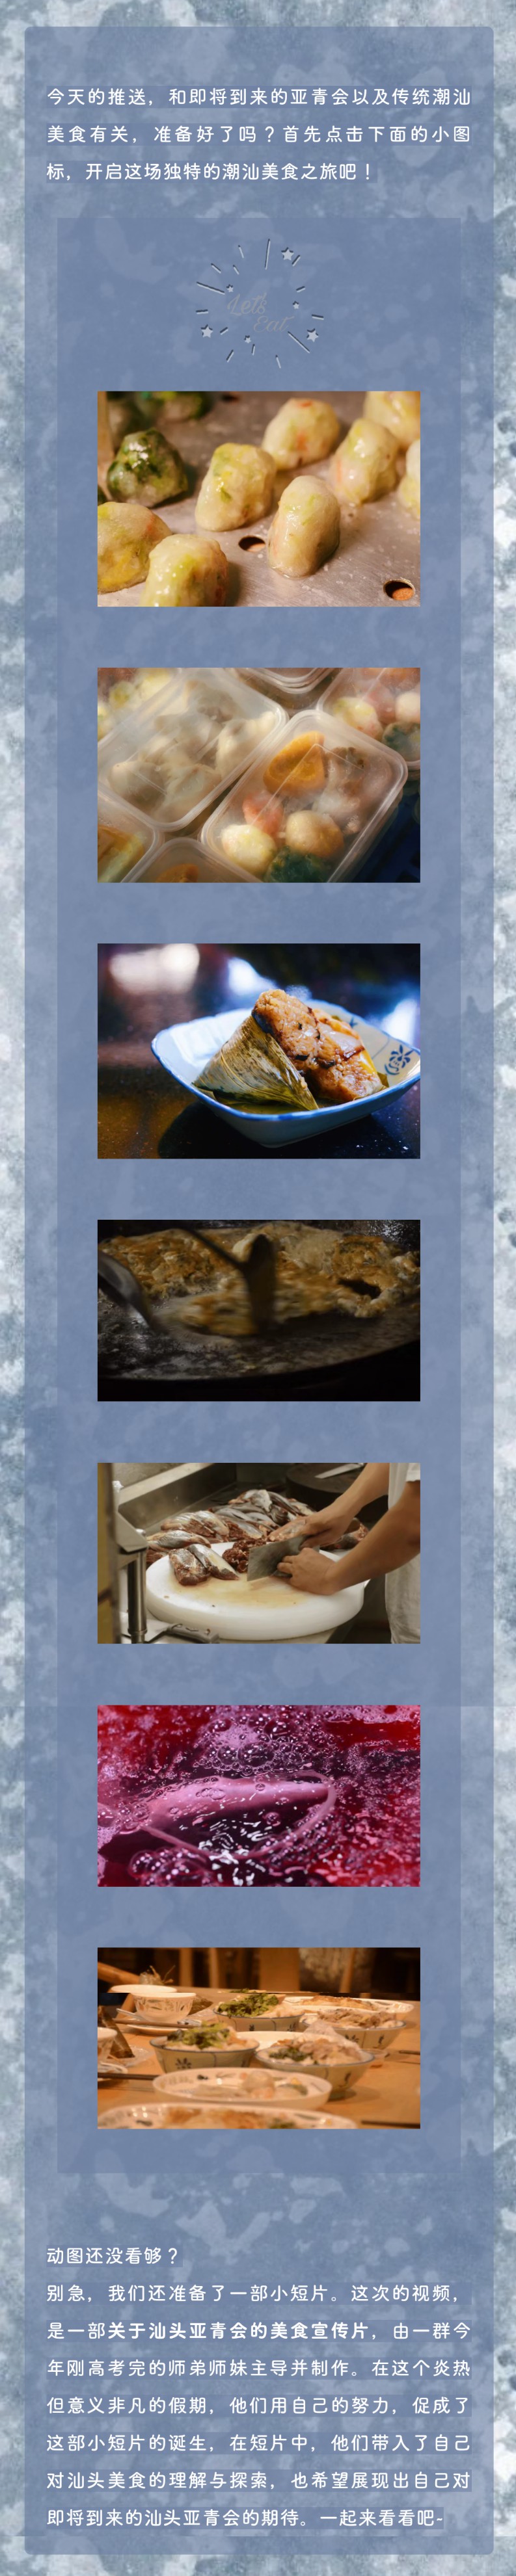 今天的推送，和即将到来的亚青会以及传统潮汕
美食有关，准备好了吗？首先点击下面的小图
标，开启这场独特的潮汕美食之旅吧！
Let's
Eat
动图还没看够？
别急，我们还准备了一部小短片。这次的视频，
是一部关于汕头亚青会的美食宣传片，由一群今
年刚高考完的师弟师妹主导并制作。在这个炎热
但意义非凡的假期，他们用自己的努力，促成了
这部小短片的诞生，在短片中，他们带入了自己
对汕头美食的理解与探索，也希望展现出自己对
即将到来的汕头亚青会的期待。一起来看看吧-